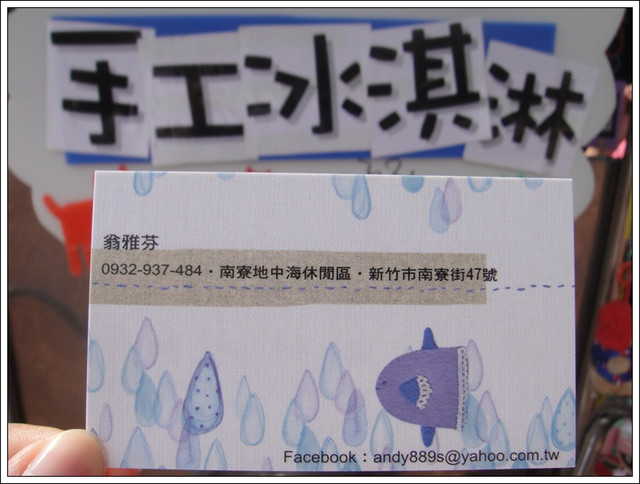 手工冰淇淋
翁雅芬
0932-937-484・南寮地中海休閒區・新竹市南寮街47號
Facebook：andy889s@yahoo.com.tw